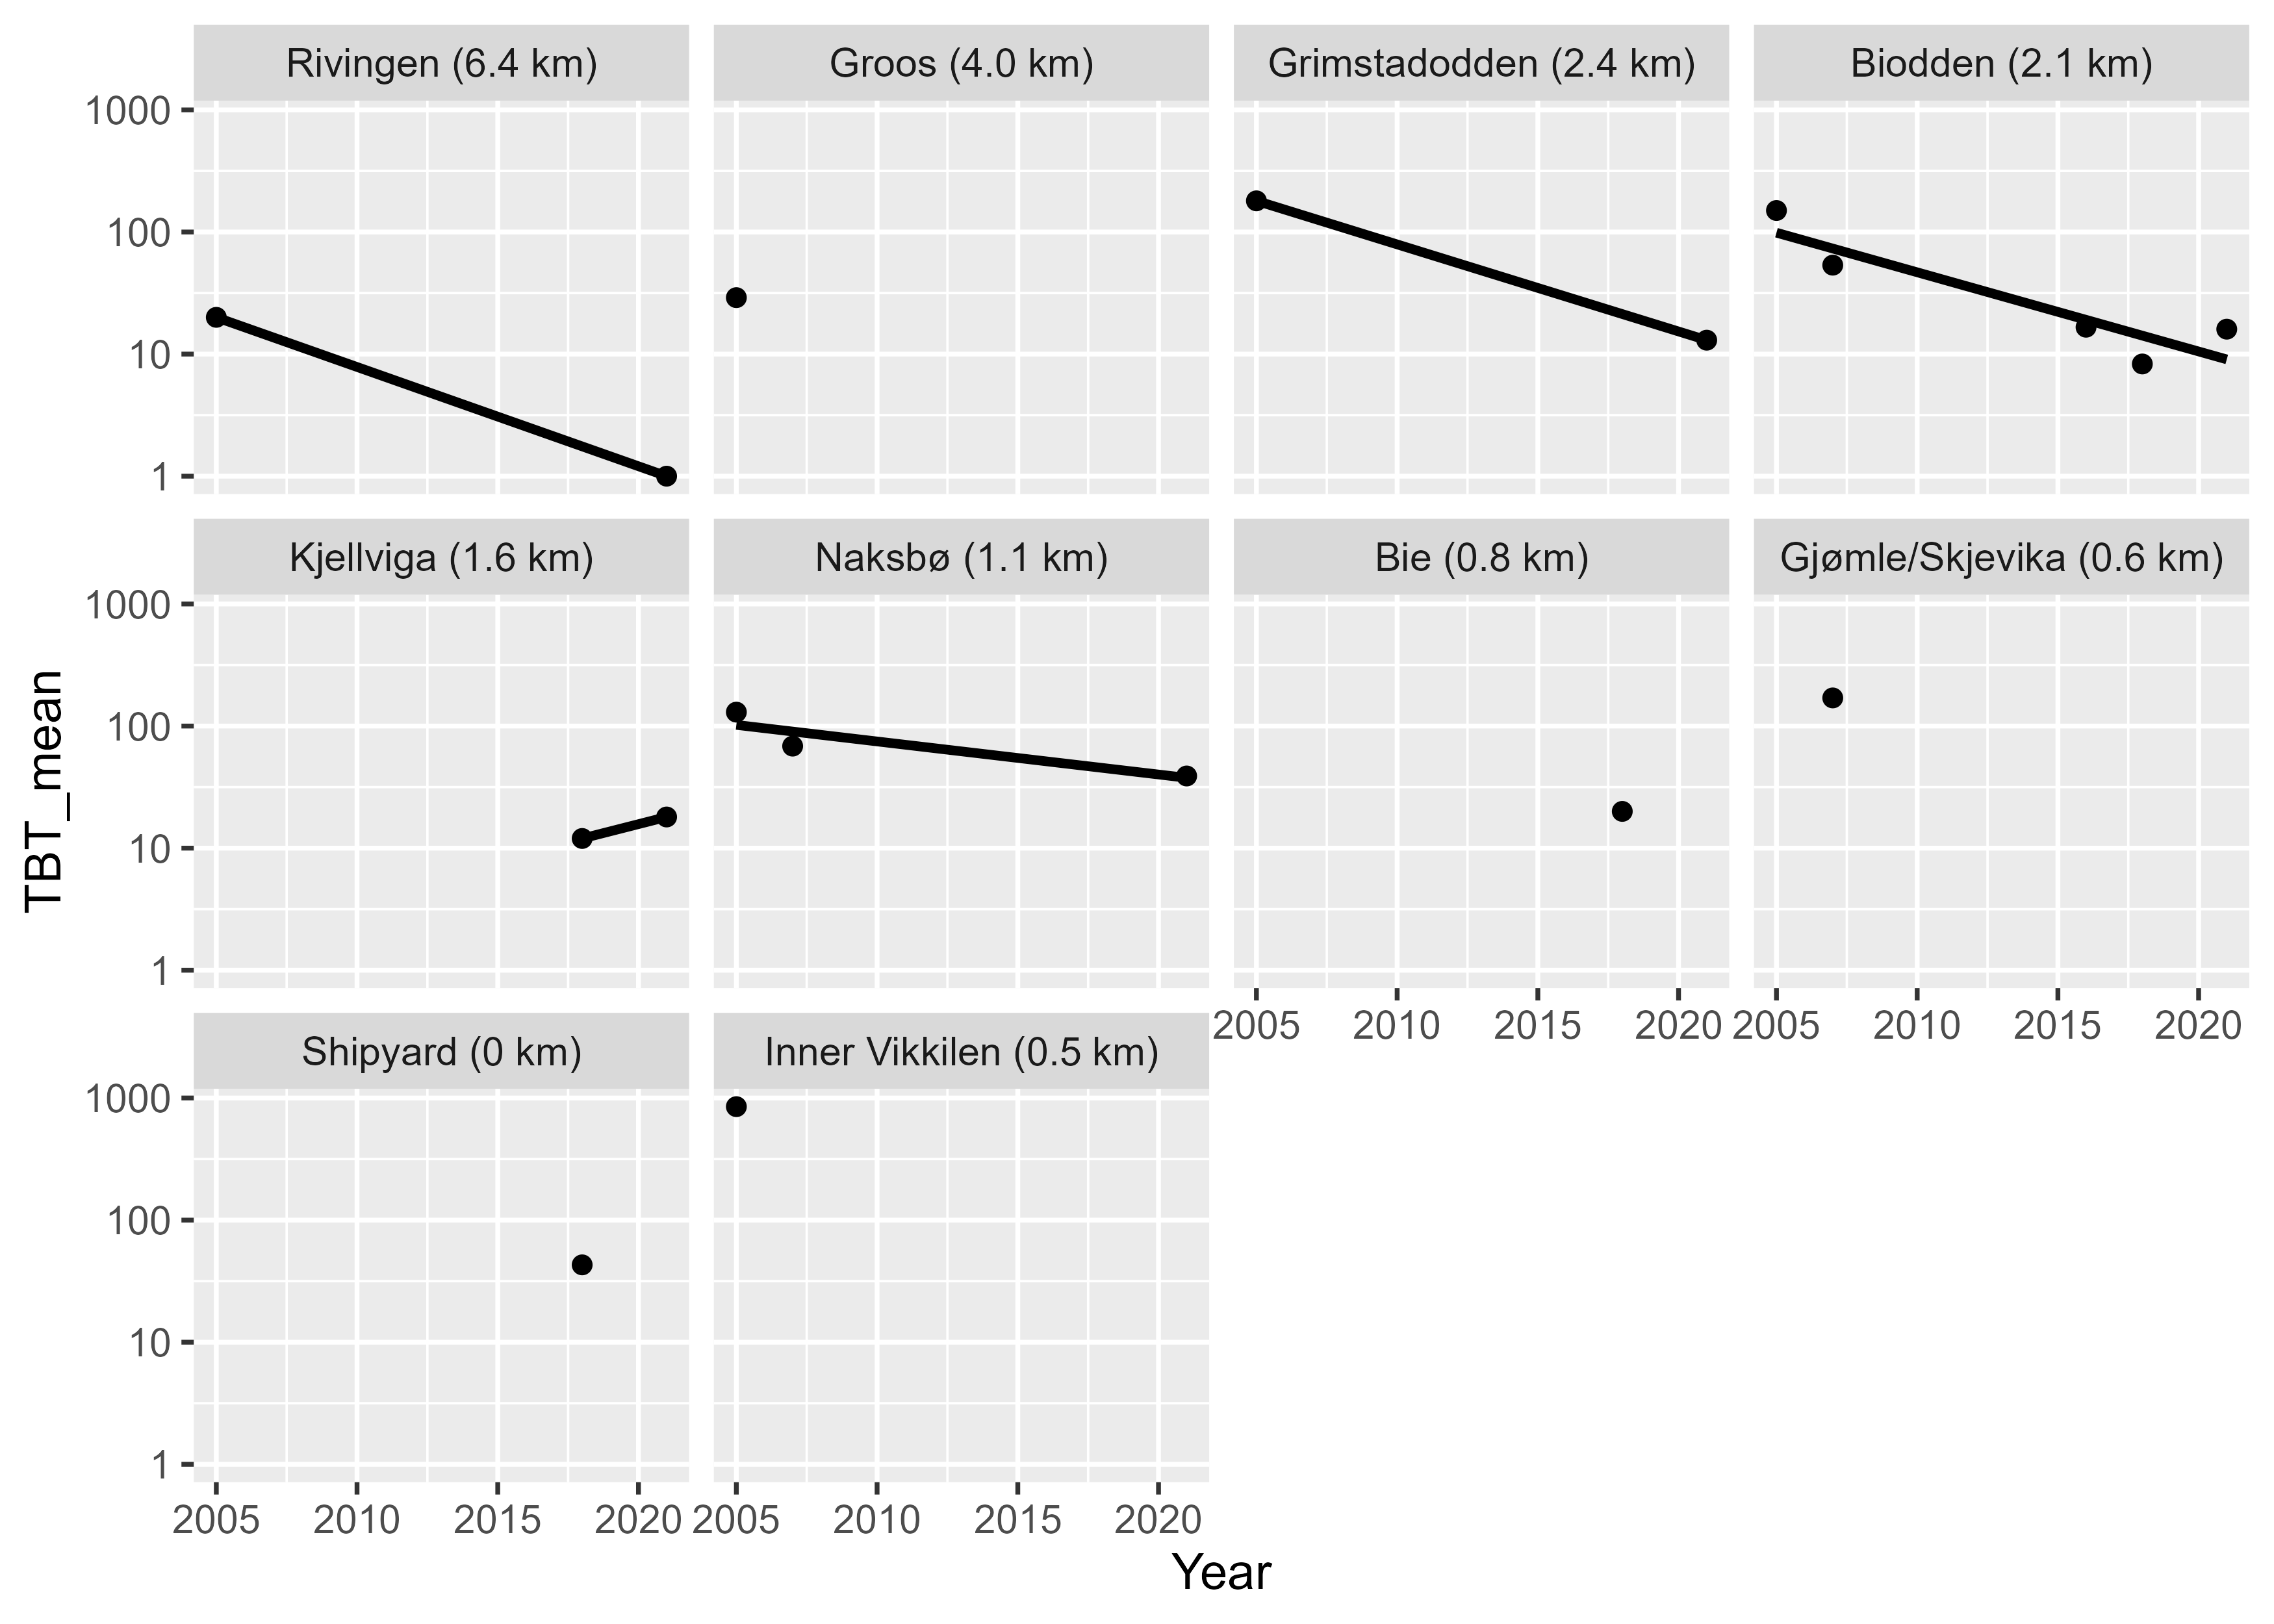 Rivingen (6.4 km) Groos (4.0 km) Grimstadodden (2.4 km) Biodden (2.1 km)
1000
100
10
1
Kjellviga (1.6 km) Naksbø (1.1 km) Bie (0.8 km) Gjømle/Skjevika (0.6 km)
1000
100
10
1
2005 2010 2015 2020 2005 2010 2015 2020
Shipyard (0 km) Inner Vikkilen (0.5 km)
1000
100
10
1
2005 2010 2015 2020 2005 2010 2015 2020
TBT_mean
Year